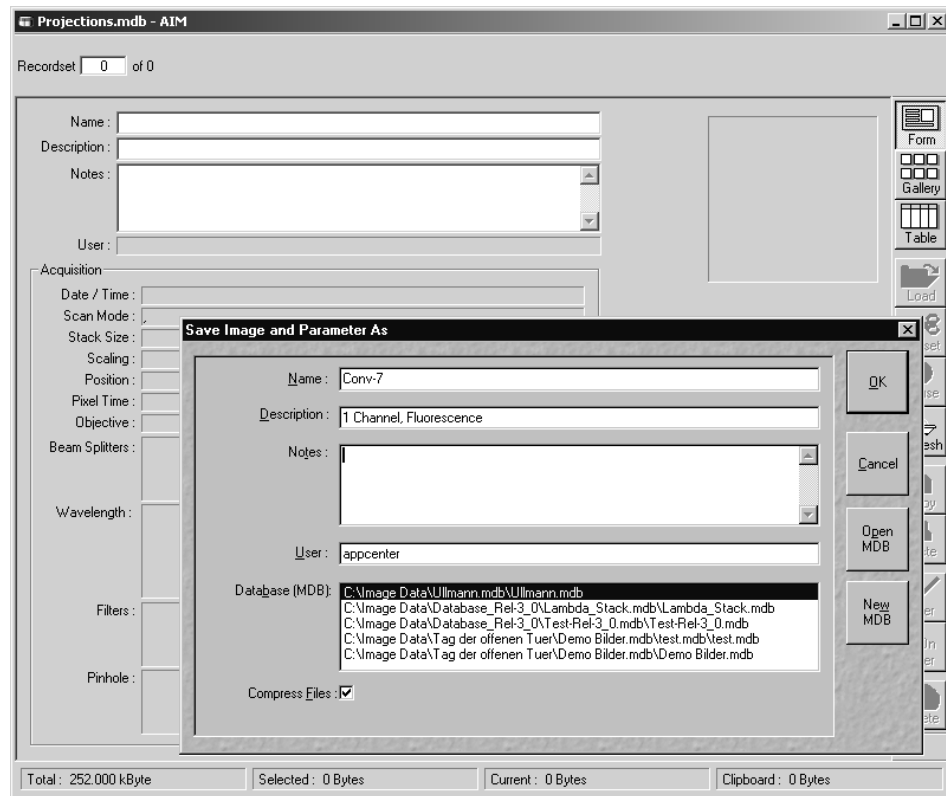 Projections.mdb - AIM
Recordset 0 of 0
Name :
Description :
Notes :
User :
Acquisition
Date / Time :
Scan Mode : ,
Stack Size :
Scaling :
Position :
Pixel Time :
Objective :
Beam Splitters :
Wavelength :
Filters :
Pinhole :
Form
Gallery
Table
Load
Save Image and Parameter As
Name : Conv-7
Description : 1 Channel, Fluorescence
Notes :
User : appcenter
Database (MDB):
C:\Image Data\Ullmann.mdb\Ullmann.mdb
C:\Image Data\Database_Rel-3_0\Lambda_Stack.mdb\Lambda_Stack.mdb
C:\Image Data\Database_Rel-3_0\Test-Rel-3_0.mdb\Test-Rel-3_0.mdb
C:\Image Data\Tag der offenen Tuer\Demo Bilder.mdb\test.mdb\test.mdb
C:\Image Data\Tag der offenen Tuer\Demo Bilder.mdb\Demo Bilder.mdb
Compress Files :
OK
Cancel
Open
MDB
New
MDB
Total : 252.000 kByte
Selected : 0 Bytes
Current : 0 Bytes
Clipboard : 0 Bytes